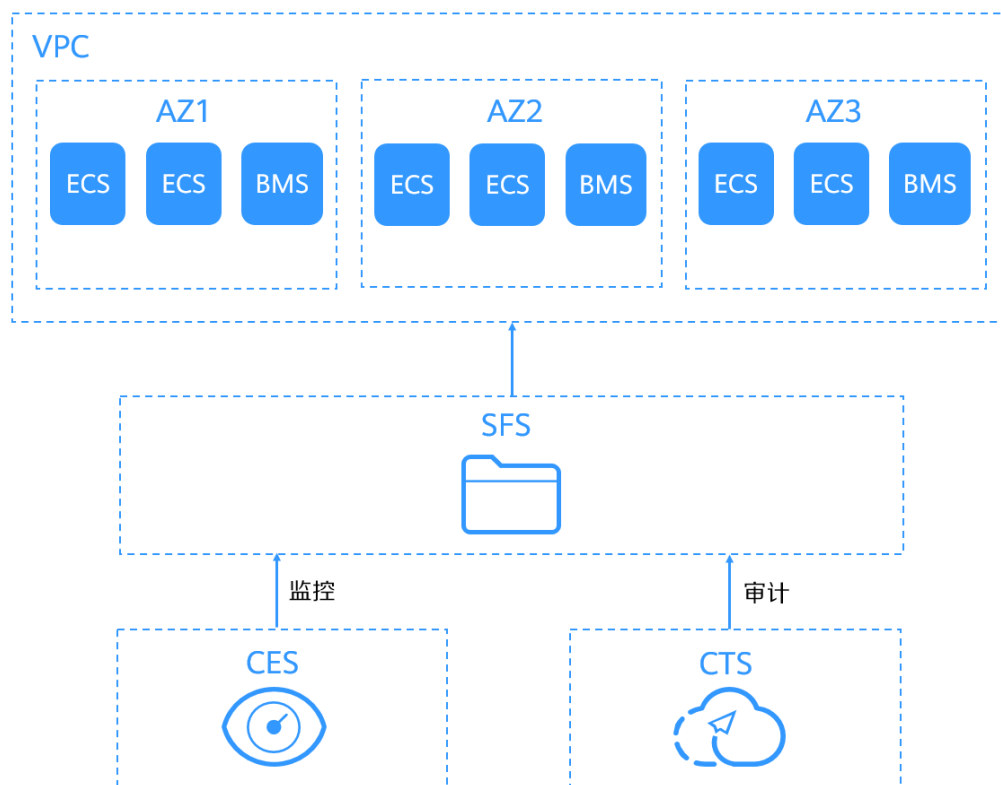 VPC
AZ1
AZ2
AZ3
ECS ECS BMS
ECS ECS BMS
ECS ECS BMS
SFS
监控
审计
CES
CTS